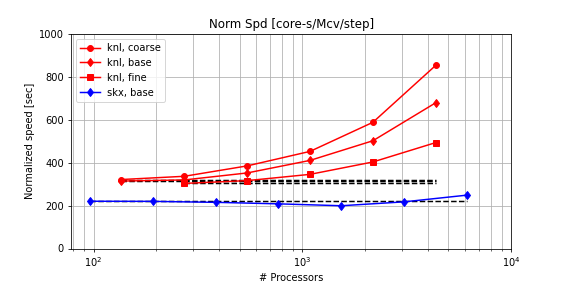 Norm Spd [core-s/Mcv/step]
1000
800
600
400
200
0
Normalized speed [sec]
knl, coarse
knl, base
knl, fine
skx, base
10²
10³
10⁴
# Processors